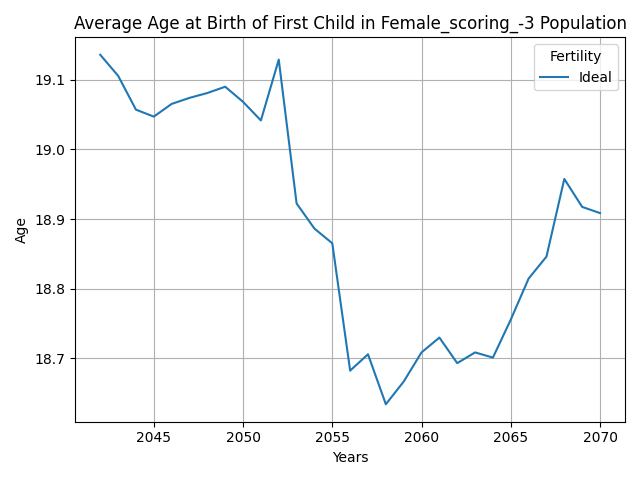 Average Age at Birth of First Child in Female_scoring_-3 Population
Fertility
Ideal
19.1
19.0
18.9
18.8
18.7
Age
2045 2050 2055 2060 2065 2070
Years